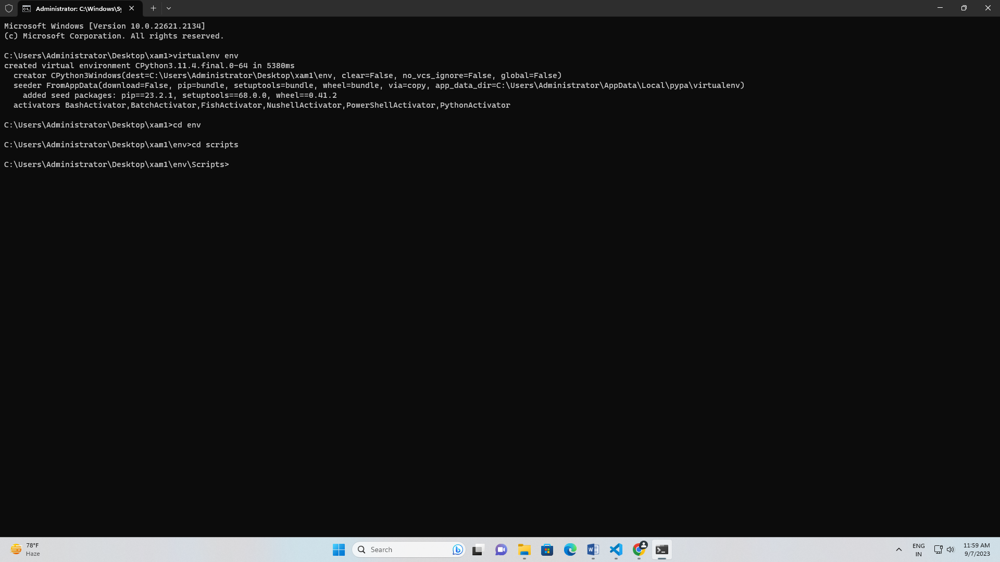 Administrator: C:\Windows\Sy
Microsoft Windows [Version 10.0.22621.2134]
(c) Microsoft Corporation. All rights reserved.
C:\Users\Administrator\Desktop\xam1>virtualenv env
created virtual environment CPython3.11.4.final.0-64 in 5380ms
  creator CPython3Windows(dest=C:\Users\Administrator\Desktop\xam1\env, clear=False, no_vcs_ignore=False, global=False)
  seeder FromAppData(download=False, pip=bundle, setuptools=bundle, wheel=bundle, via=copy, app_data_dir=C:\Users\Administrator\AppData\Local\pypa\virtualenv)
    added seed packages: pip==23.2.1, setuptools==68.0.0, wheel==0.41.2
  activators BashActivator,BatchActivator,FishActivator,NushellActivator,PowerShellActivator,PythonActivator
C:\Users\Administrator\Desktop\xam1>cd env
C:\Users\Administrator\Desktop\xam1\env>cd scripts
C:\Users\Administrator\Desktop\xam1\env\Scripts>
78°F
Haze
Search
ENG
IN
11:59 AM
9/7/2023